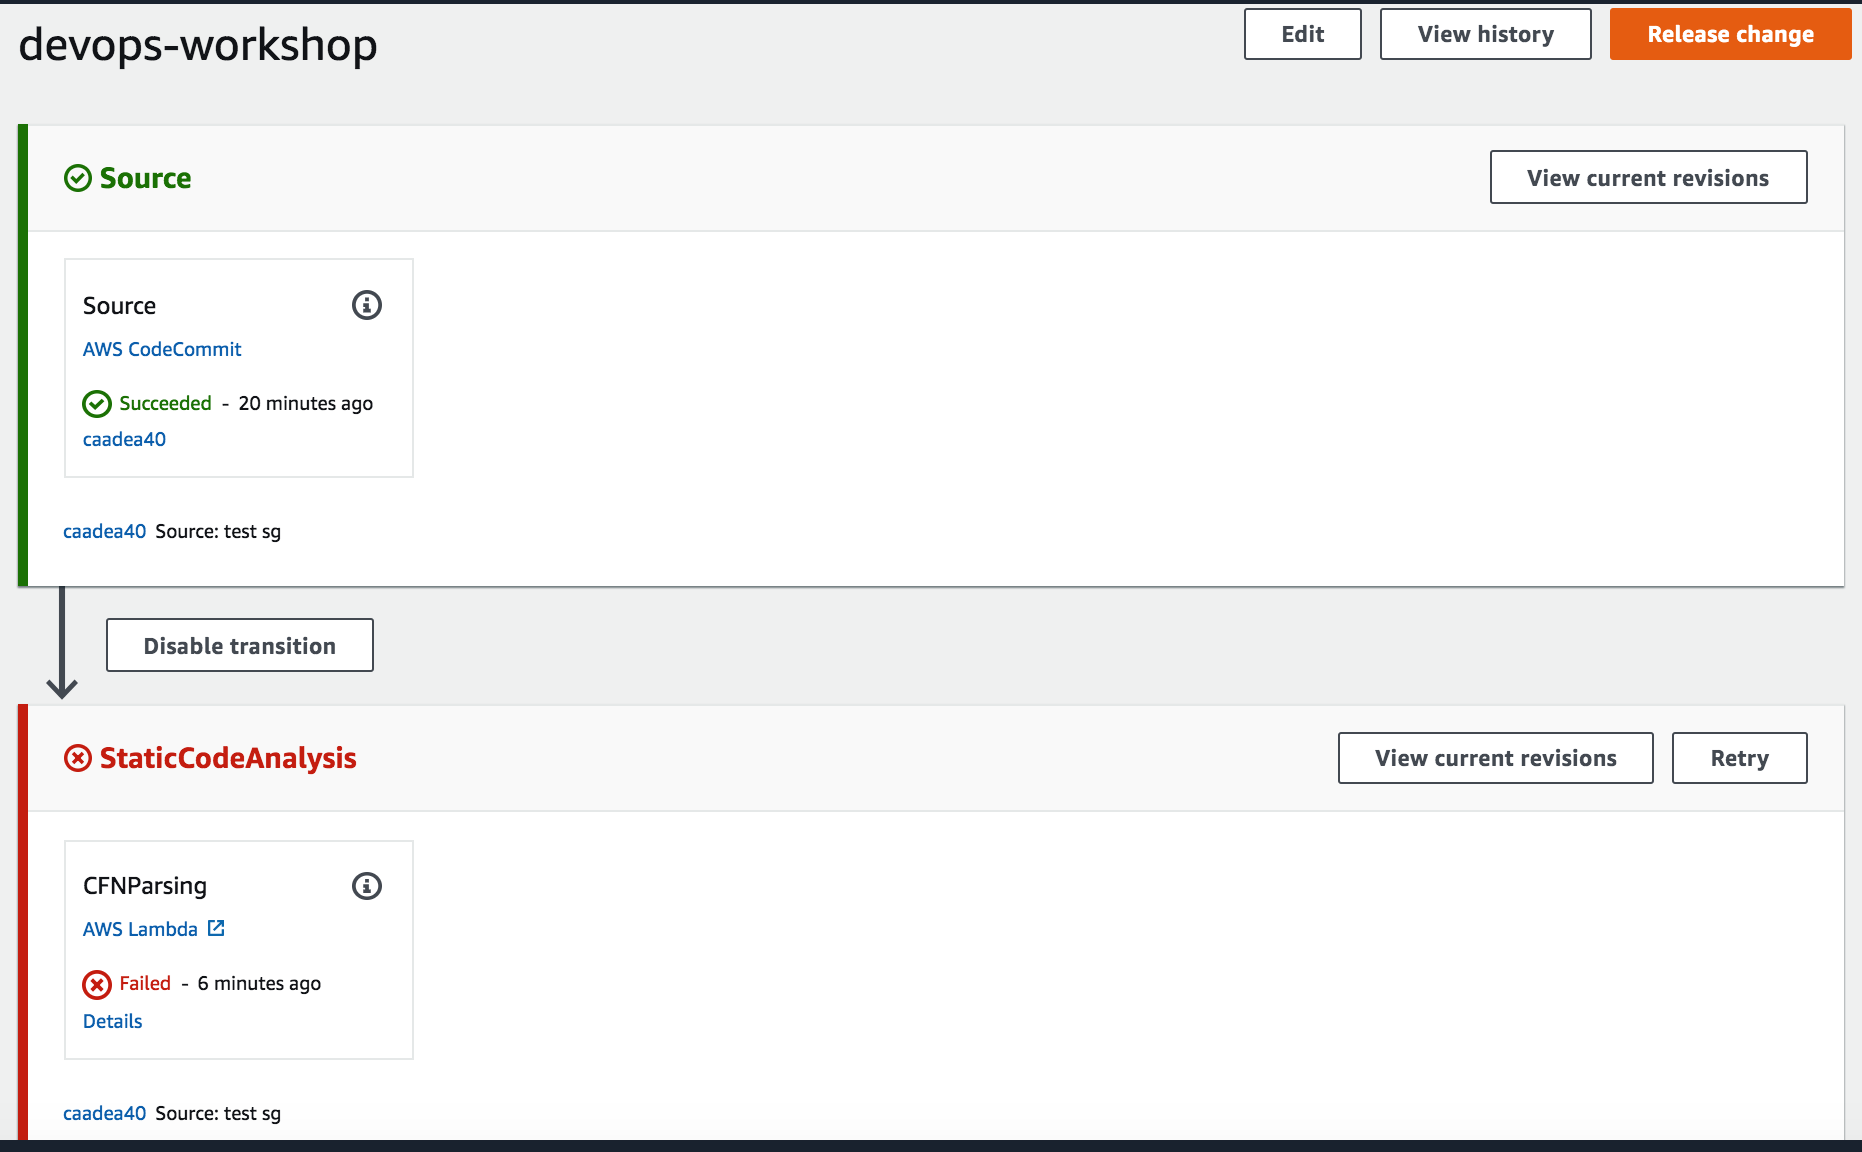 devops-workshop
Edit
View history
Release change
Source
View current revisions
Source
AWS CodeCommit
Succeeded - 20 minutes ago
caadea40
caadea40 Source: test sg
Disable transition
StaticCodeAnalysis
View current revisions
Retry
CFNParsing
AWS Lambda
Failed - 6 minutes ago
Details
caadea40 Source: test sg